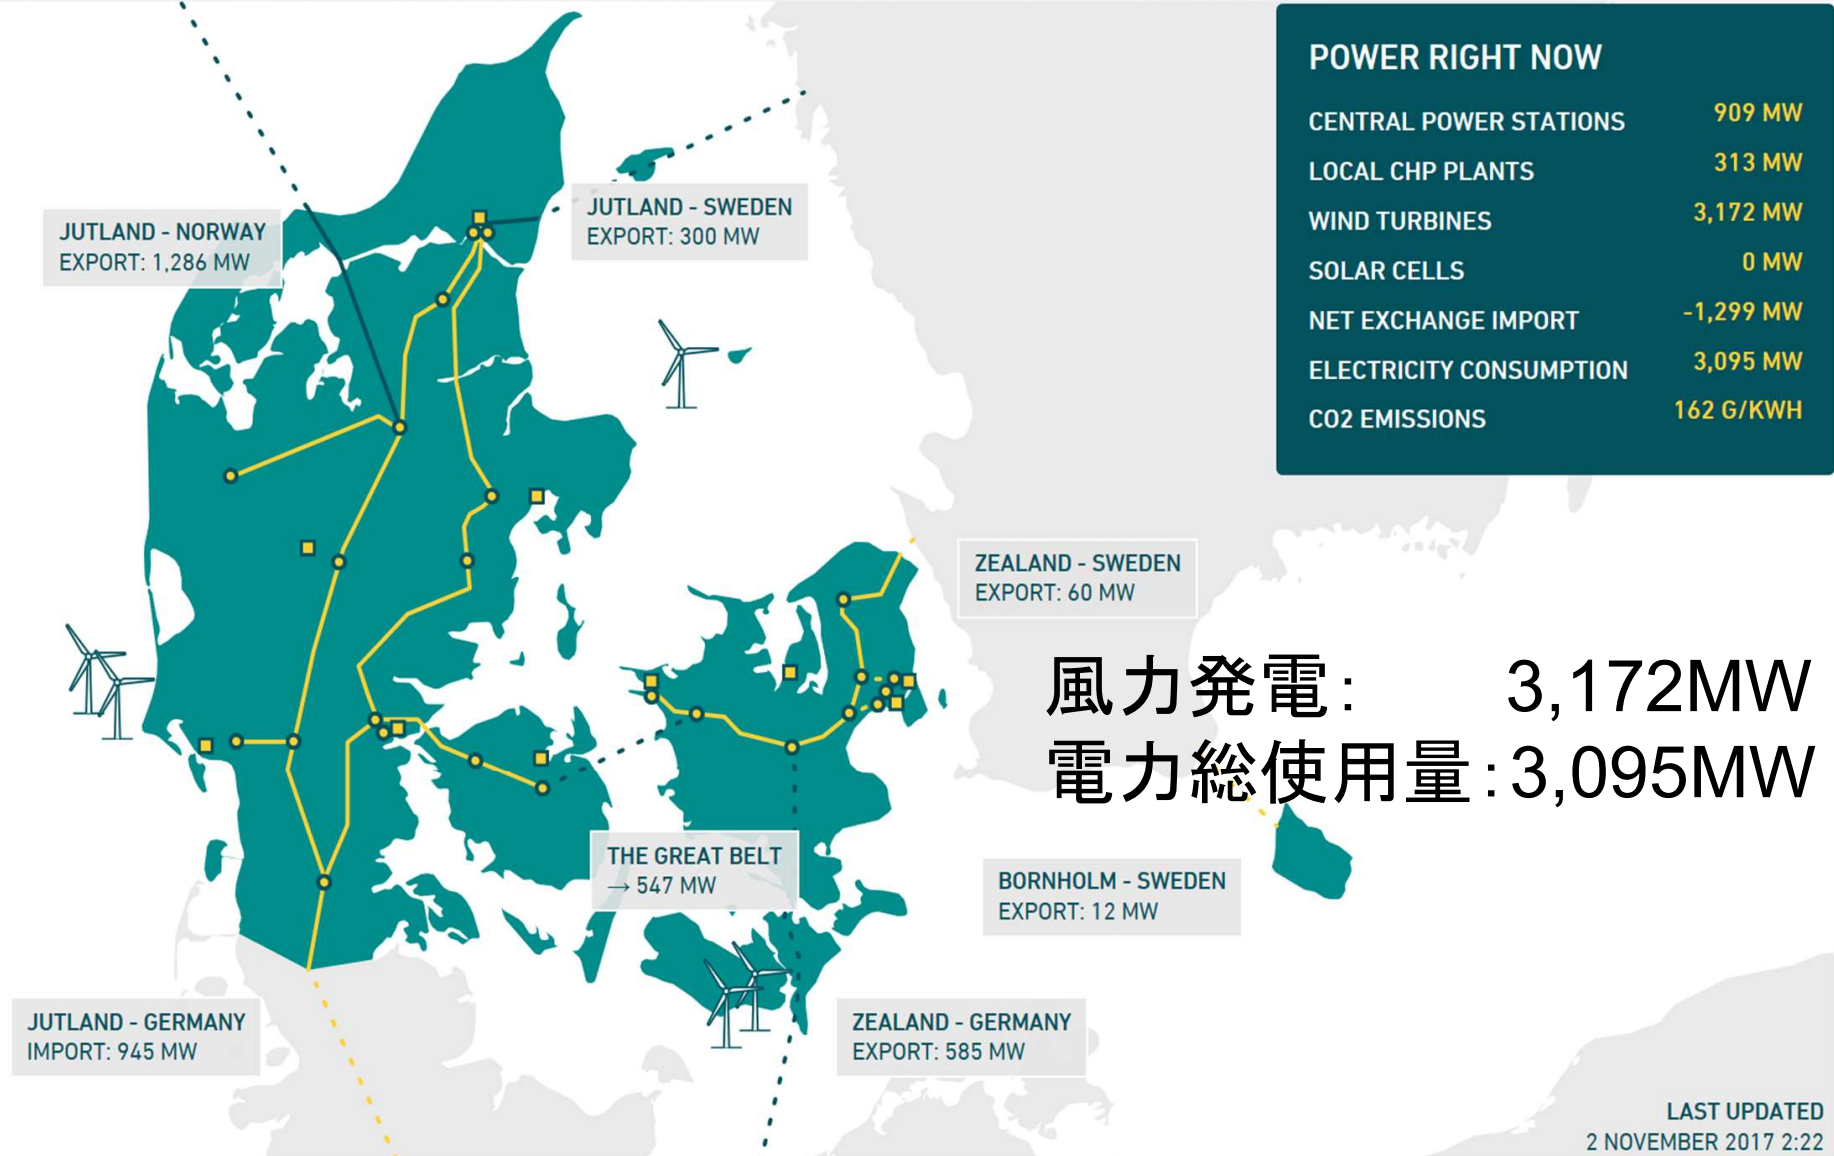 POWER RIGHT NOW
CENTRAL POWER STATIONS 909 MW
LOCAL CHP PLANTS 313 MW
WIND TURBINES 3,172 MW
SOLAR CELLS 0 MW
NET EXCHANGE IMPORT -1,299 MW
ELECTRICITY CONSUMPTION 3,095 MW
CO2 EMISSIONS 162 G/KWH
JUTLAND - NORWAY
EXPORT: 1,286 MW
JUTLAND - SWEDEN
EXPORT: 300 MW
ZEALAND - SWEDEN
EXPORT: 60 MW
風力発電: 3,172MW
電力総使用量:3,095MW
THE GREAT BELT
→ 547 MW
BORNHOLM - SWEDEN
EXPORT: 12 MW
JUTLAND - GERMANY
IMPORT: 945 MW
ZEALAND - GERMANY
EXPORT: 585 MW
LAST UPDATED
2 NOVEMBER 2017 2:22